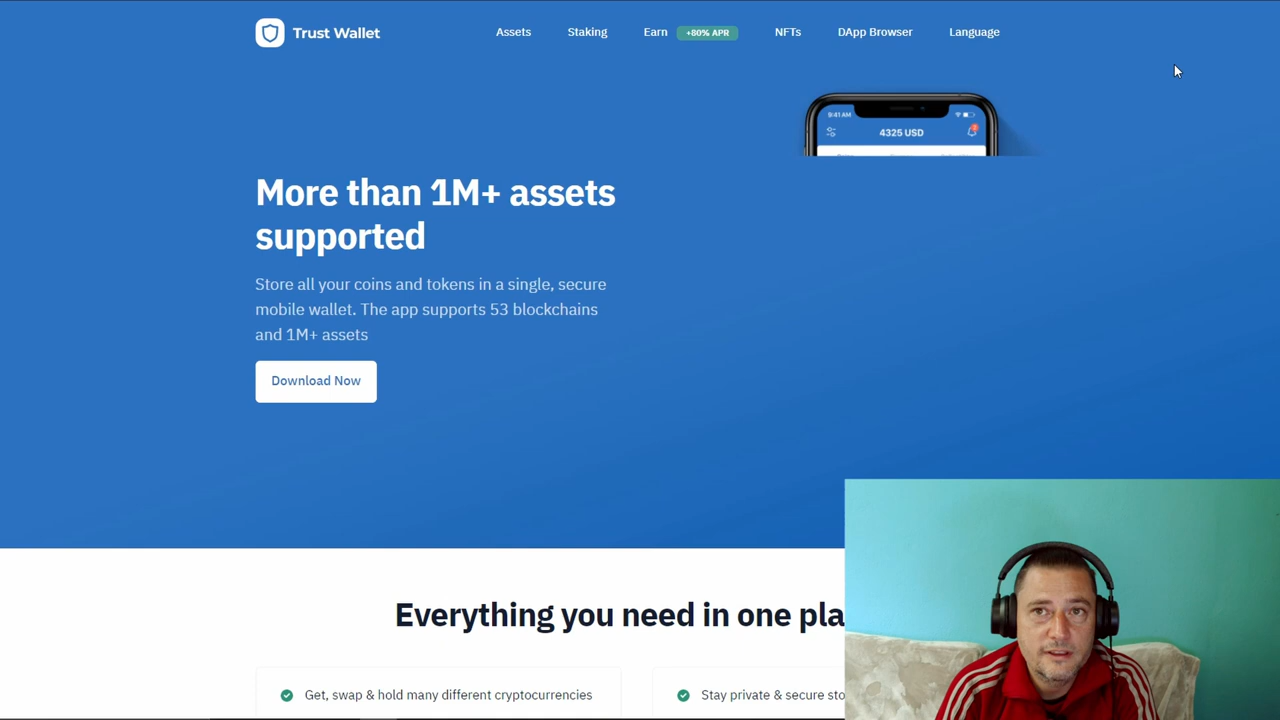 Trust Wallet
Assets
Staking
Earn
+80% APR
NFTs
DApp Browser
Language
9:41 AM
4325 USD
More than 1M+ assets
supported
Store all your coins and tokens in a single, secure
mobile wallet. The app supports 53 blockchains
and 1M+ assets
Download Now
Everything you need in one pla
Get, swap & hold many different cryptocurrencies
Stay private & secure sto